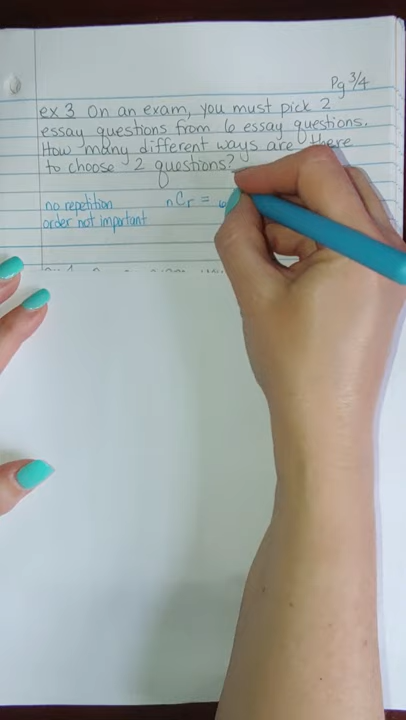 Pg 3/4
ex 3 On an exam, you must pick 2
essay questions from 6 essay questions.
How many different ways are there
to choose 2 questions?
no repetition nCr = 6
order not important